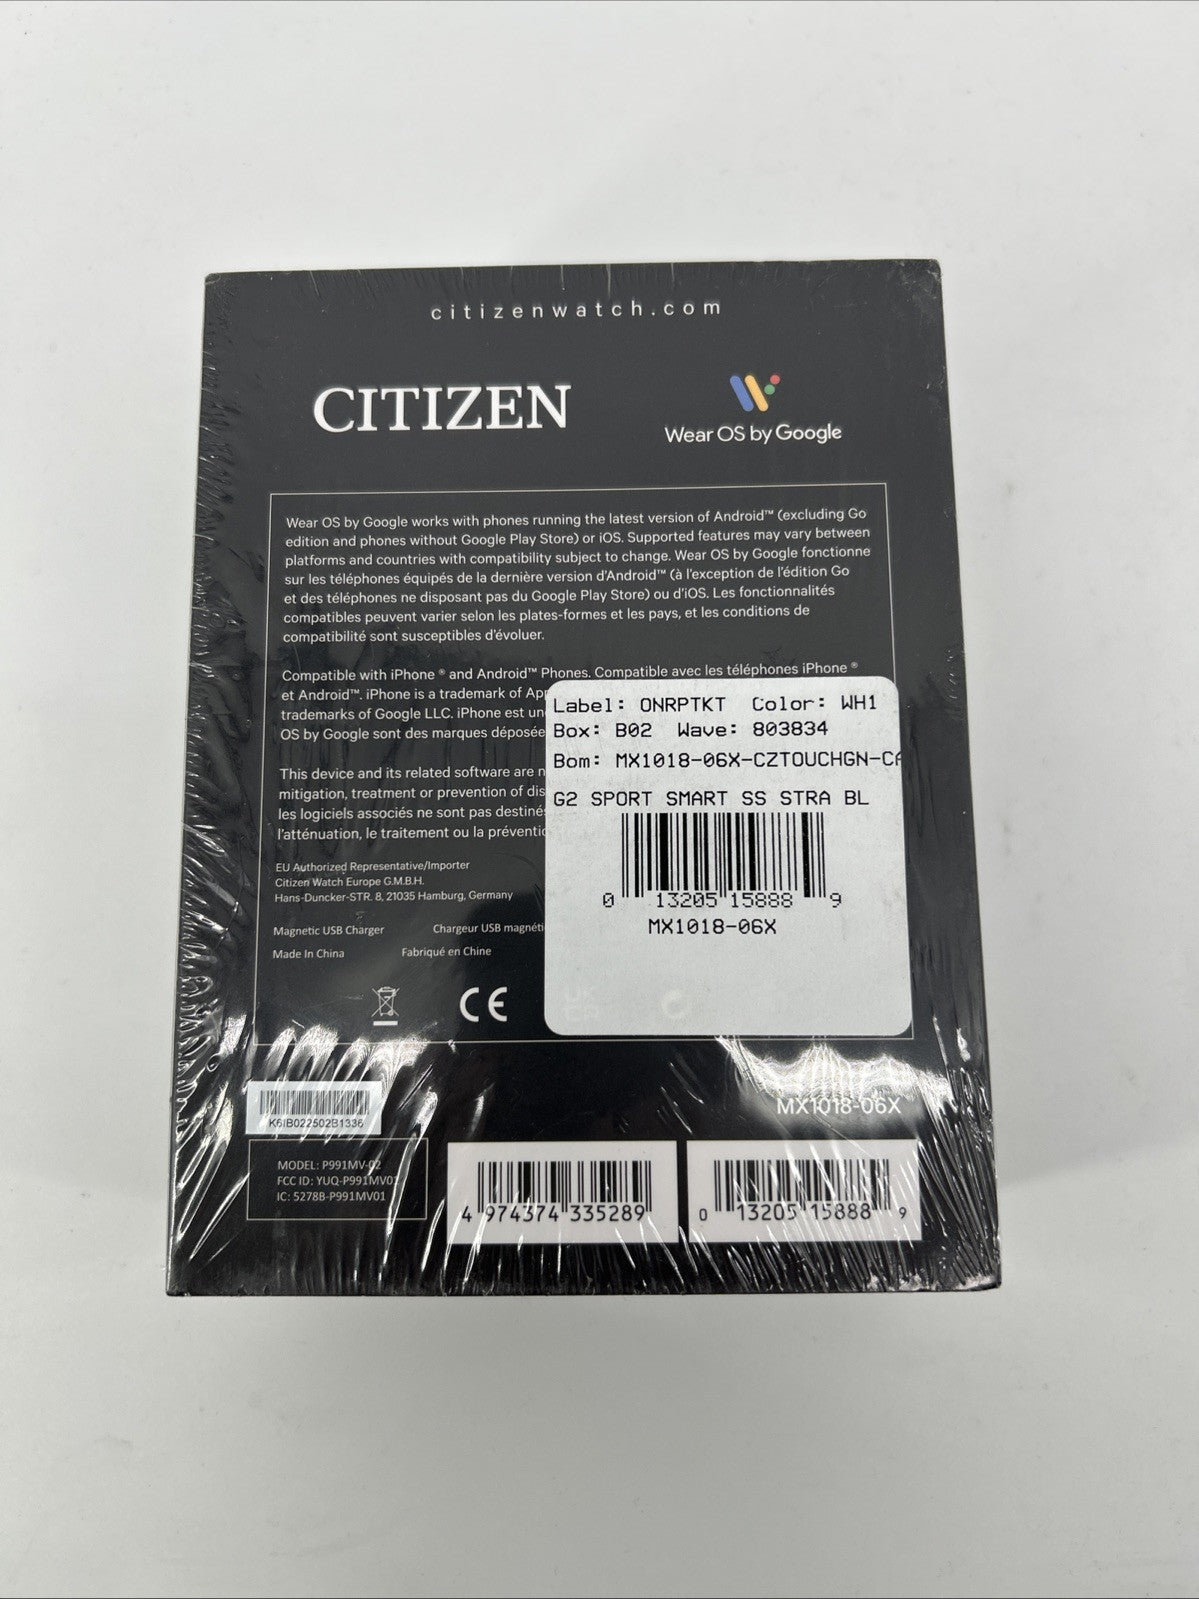 citizenwatch.com
CITIZEN
Wear OS by Google
Wear OS by Google works with phones running the latest version of Android™ (excluding Go
edition and phones without Google Play Store) or iOS. Supported features may vary between
platforms and countries with compatibility subject to change. Wear OS by Google fonctionne
sur les téléphones équipés de la dernière version d'Android™ (à l'exception de l'édition Go
et des téléphones ne disposant pas du Google Play Store) ou d'iOS. Les fonctionnalités
compatibles peuvent varier selon les plates-formes et les pays, et les conditions de
compatibilité sont susceptibles d'évoluer.
Compatible with iPhone ® and Android™ Phones. Compatible avec les téléphones iPhone ®
et Android™. iPhone is a trademark of
trademarks of Google LLC. iPhone est
OS by Google sont des marques déposée
This device and its related software are
mitigation, treatment or prevention of
les logiciels associés ne sont pas
l'atténuation, le traitement ou la
EU Authorized Representative/Importer
Citizen Watch Europe G.M.B.H.
Hans-Duncker-STR. 8, 21035 Hamburg, Germany
Magnetic USB Charger
Chargeur USB
Made In China
Fabriqué en Chine
CE
Label: ONRPTKT Color: WH1
Box: B02 Wave: 803834
Bom: MX1018-06X-CZTOUCHGN-CA
G2 SPORT SMART SS STRA BL
0 13205 15888 9
MX1018-06X
MX1018-06X
K6IB022502B1336
MODEL: P991MV-02
FCC ID: YUQ-P991MV01
IC: 5278B-P991MV01
4 974374 335289
0 13205 15888 9